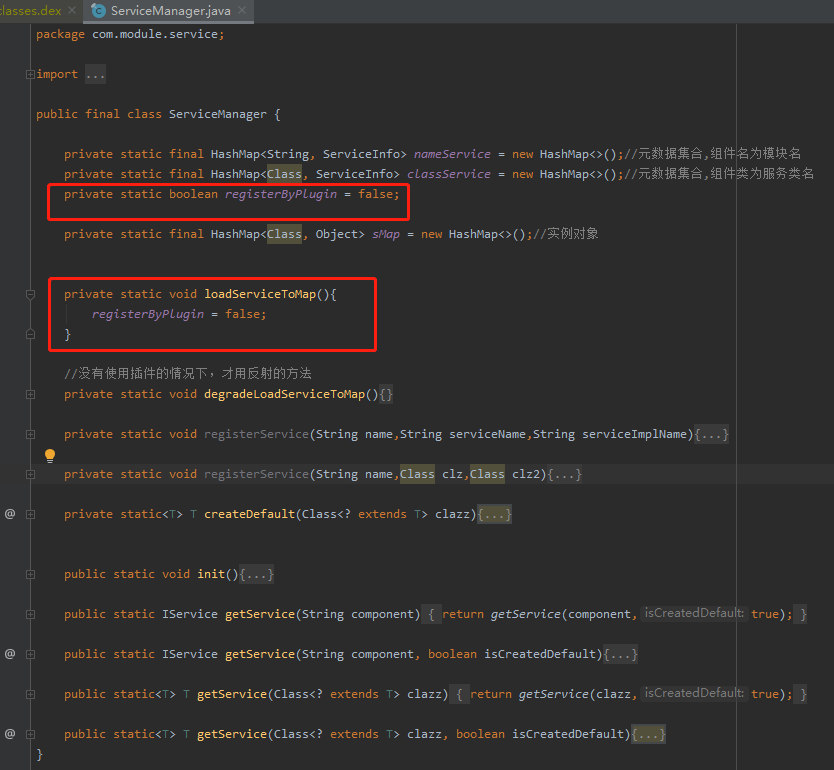 classes.dex × ServiceManager.java ×
package com.module.service;
import ...
public final class ServiceManager {
private static final HashMap<String, ServiceInfo> nameService = new HashMap<>();//元数据集合,组件名为模块名
private static final HashMap<Class, ServiceInfo> classService = new HashMap<>();//元数据集合,组件类为服务类名
private static boolean registerByPlugin = false;
private static final HashMap<Class, Object> sMap = new HashMap<>();//实例对象
private static void loadServiceToMap(){
registerByPlugin = false;
}
//没有使用插件的情况下，才用反射的方法
private static void degradeLoadServiceToMap(){}
private static void registerService(String name,String serviceName,String serviceImplName){...}
private static void registerService(String name,Class clz,Class clz2){...}
@ private static<T> T createDefault(Class<? extends T> clazz){...}
public static void init(){...}
public static IService getService(String component) { return getService(component, isCreatedDefault: true); }
@ public static IService getService(String component, boolean isCreatedDefault){...}
public static<T> T getService(Class<? extends T> clazz) { return getService(clazz, isCreatedDefault: true); }
@ public static<T> T getService(Class<? extends T> clazz, boolean isCreatedDefault){...}
}